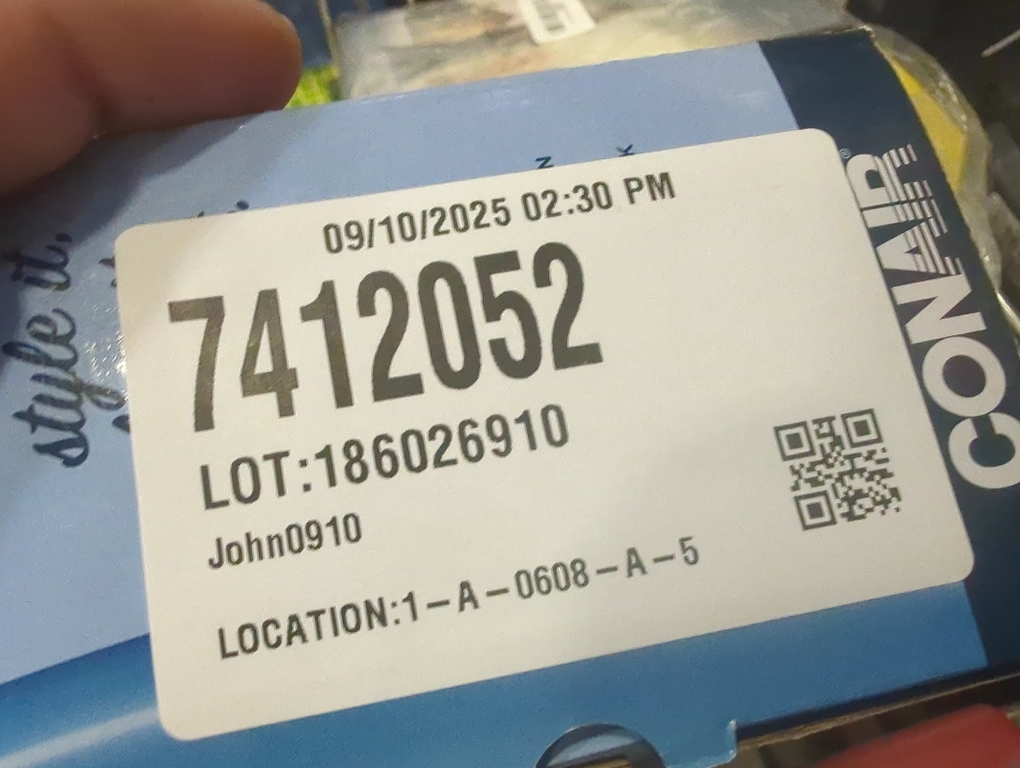 09/10/2025 02:30 PM
7412052
LOT:186026910
John0910
LOCATION:1-A-0608-A-5
style it,
CONAIR